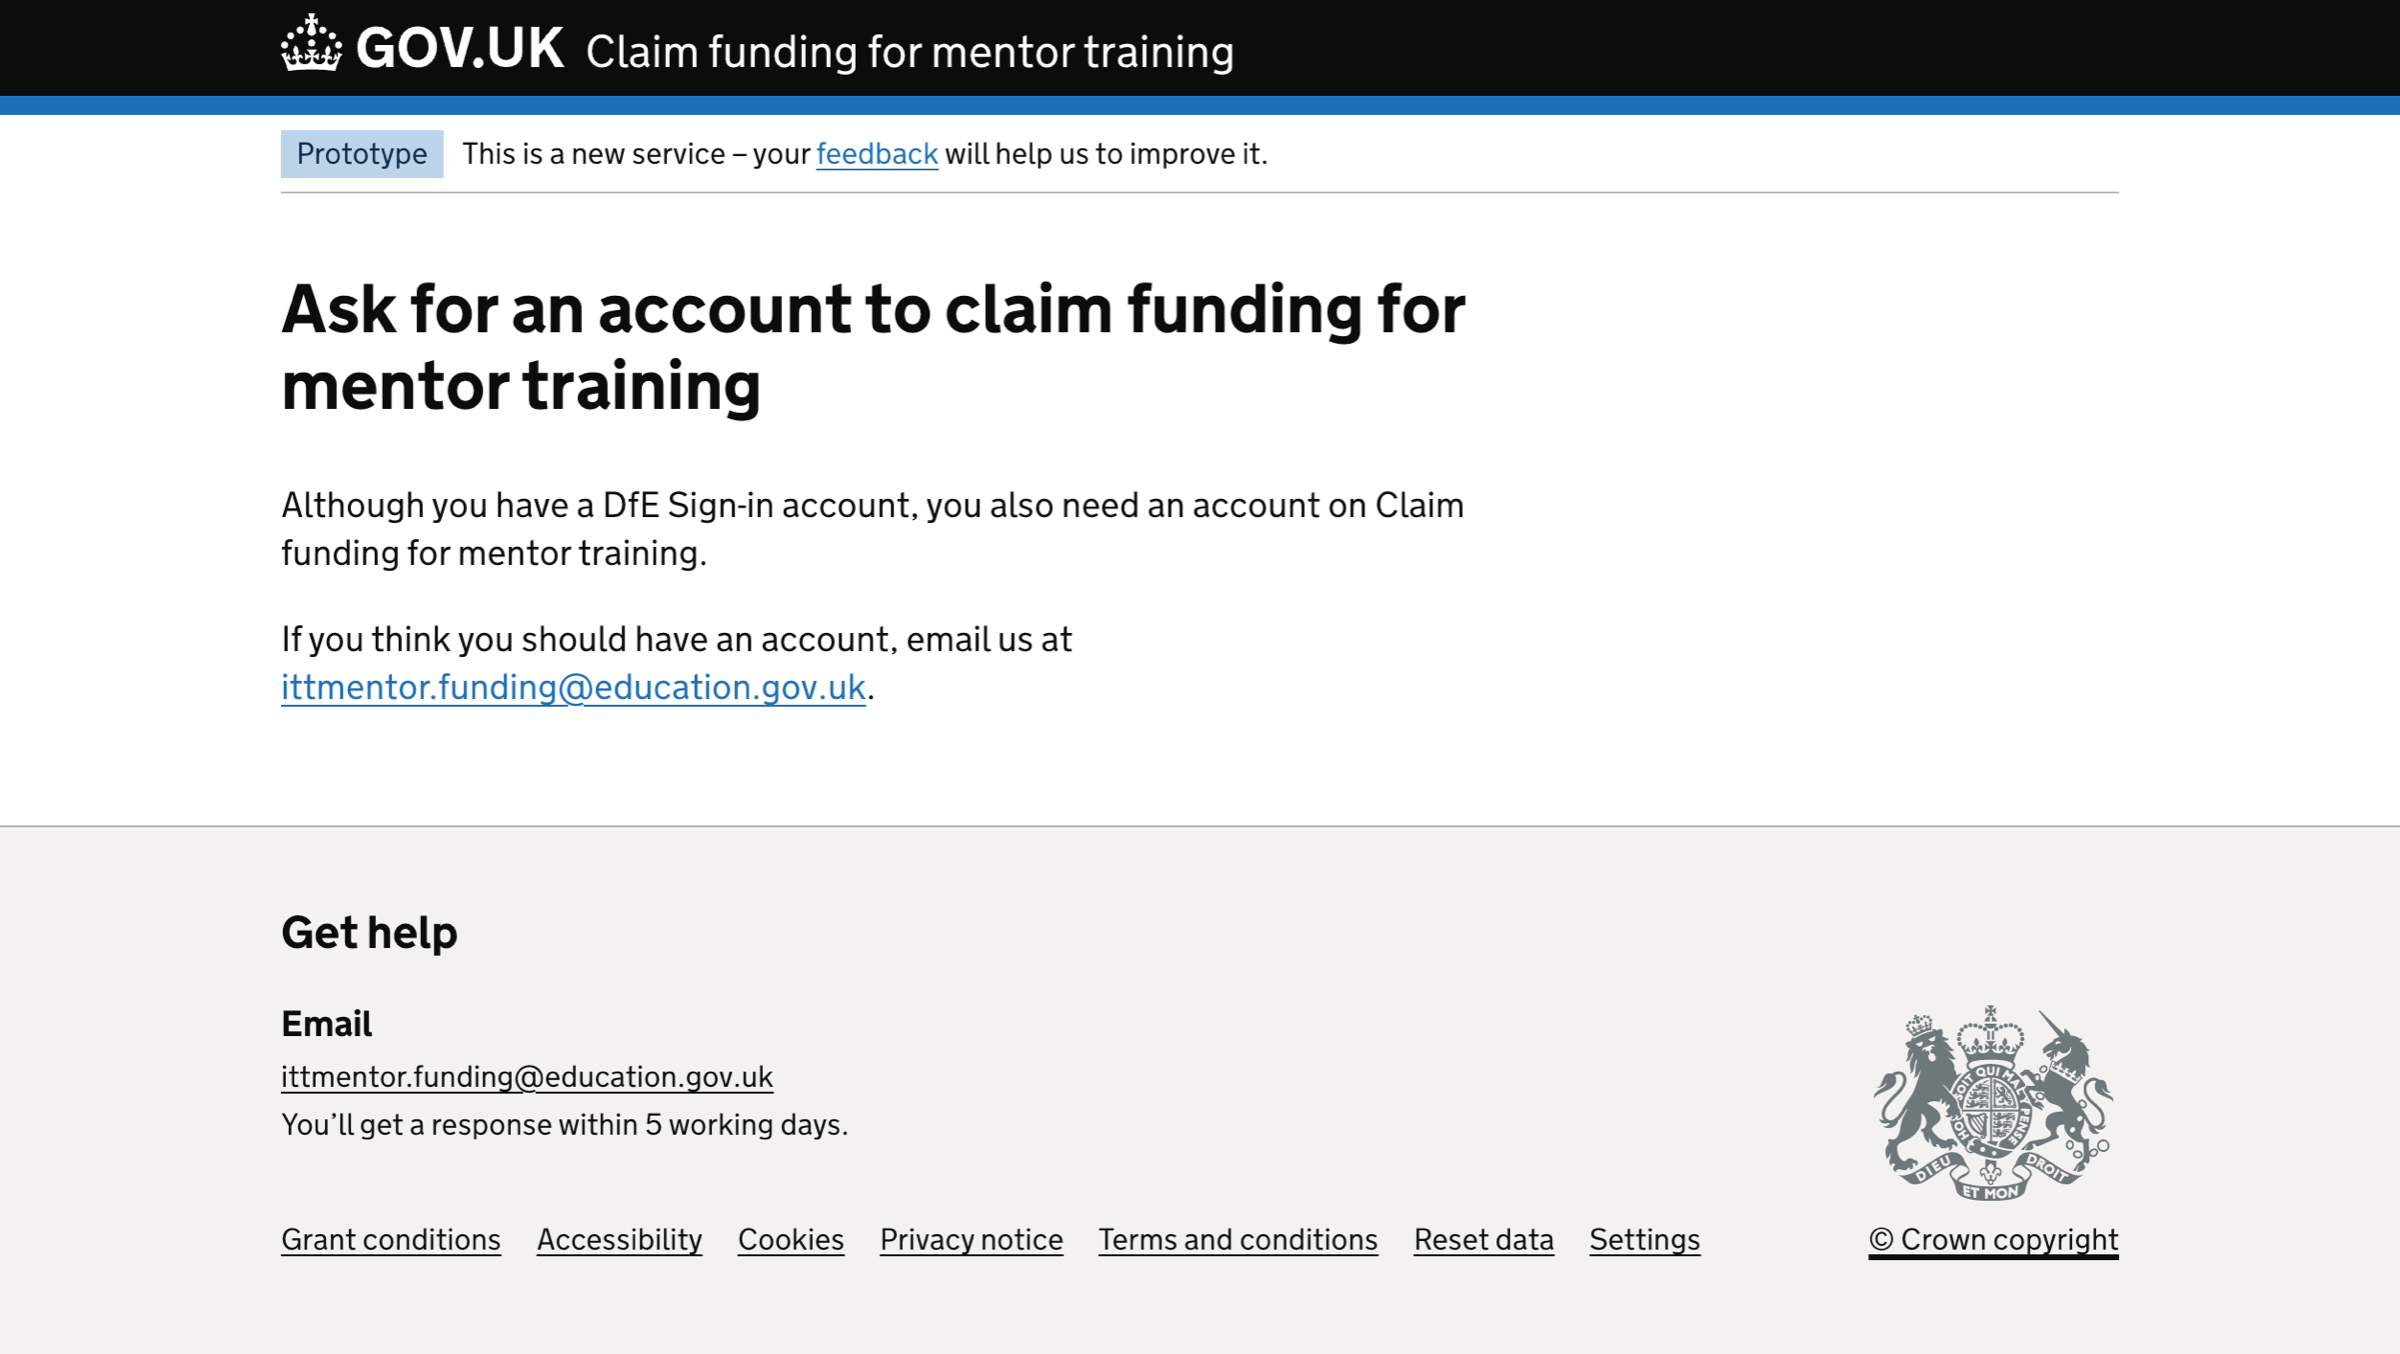 GOV.UK Claim funding for mentor training
Prototype This is a new service – your feedback will help us to improve it.
Ask for an account to claim funding for
mentor training
Although you have a DfE Sign-in account, you also need an account on Claim
funding for mentor training.
If you think you should have an account, email us at
ittmentor.funding@education.gov.uk.
Get help
Email
ittmentor.funding@education.gov.uk
You’ll get a response within 5 working days.
SOIT QUI MAL Y PENSE
HON
DIEU ET MON DROIT
Grant conditions Accessibility Cookies Privacy notice Terms and conditions Reset data Settings © Crown copyright